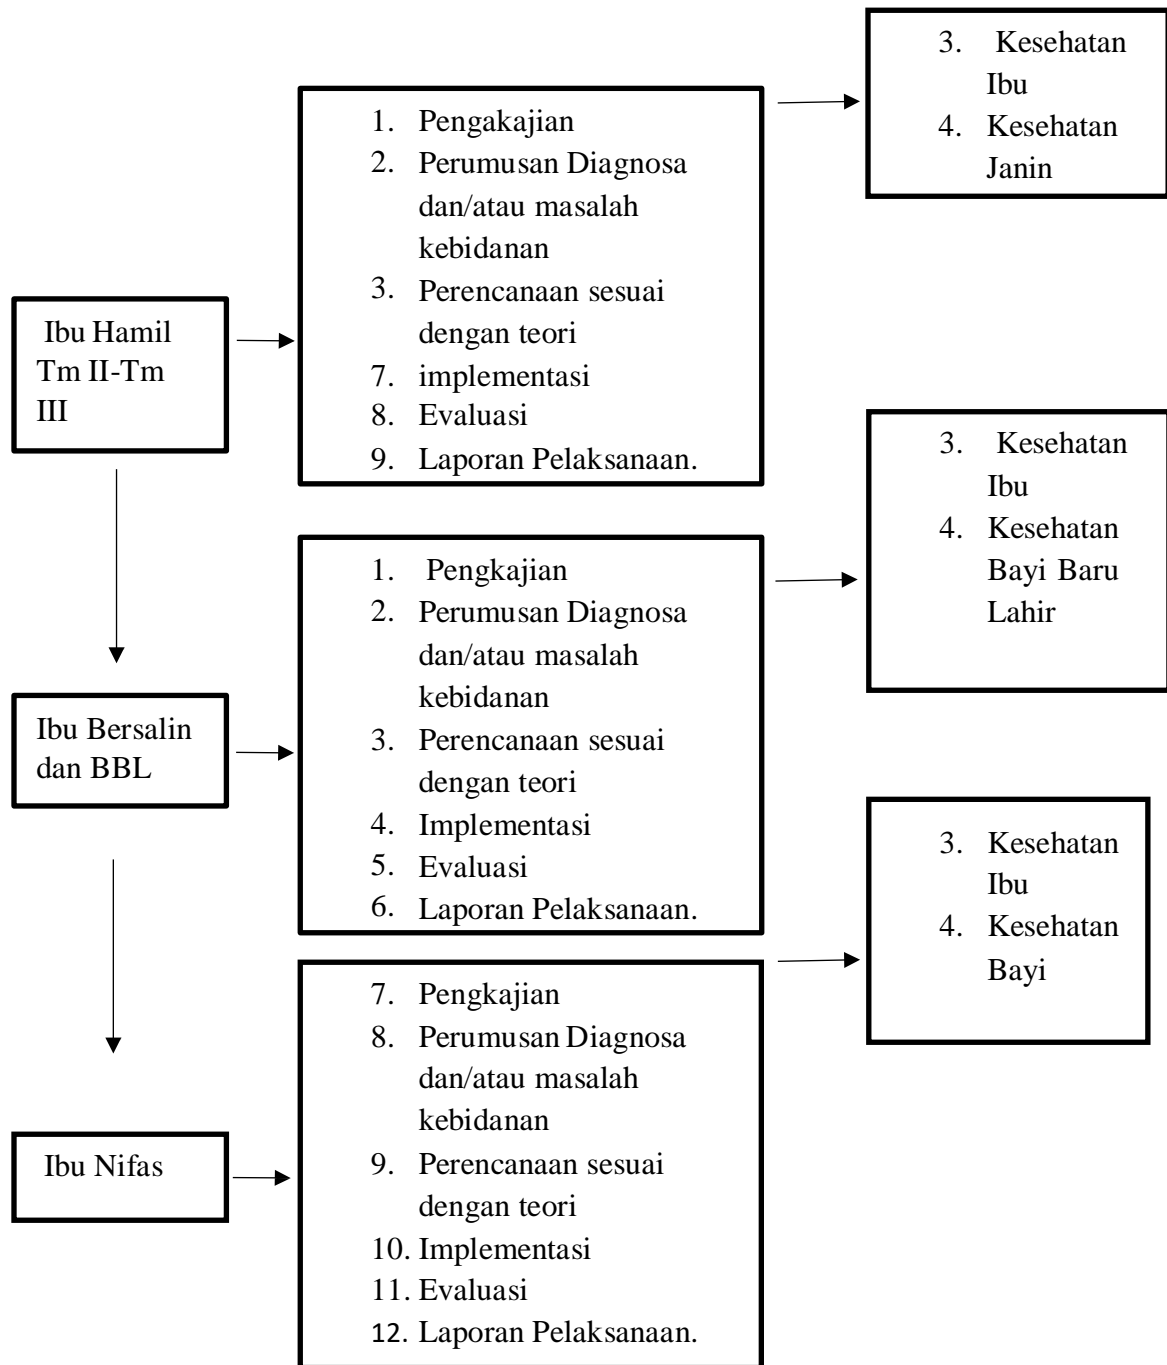 Ibu Hamil
Tm II-Tm
III
1. Pengakajian
2. Perumusan Diagnosa
dan/atau masalah
kebidanan
3. Perencanaan sesuai
dengan teori
7. implementasi
8. Evaluasi
9. Laporan Pelaksanaan.
3. Kesehatan
Ibu
4. Kesehatan
Janin
Ibu Bersalin
dan BBL
1. Pengkajian
2. Perumusan Diagnosa
dan/atau masalah
kebidanan
3. Perencanaan sesuai
dengan teori
4. Implementasi
5. Evaluasi
6. Laporan Pelaksanaan.
3. Kesehatan
Ibu
4. Kesehatan
Bayi Baru
Lahir
Ibu Nifas
7. Pengkajian
8. Perumusan Diagnosa
dan/atau masalah
kebidanan
9. Perencanaan sesuai
dengan teori
10. Implementasi
11. Evaluasi
12. Laporan Pelaksanaan.
3. Kesehatan
Ibu
4. Kesehatan
Bayi